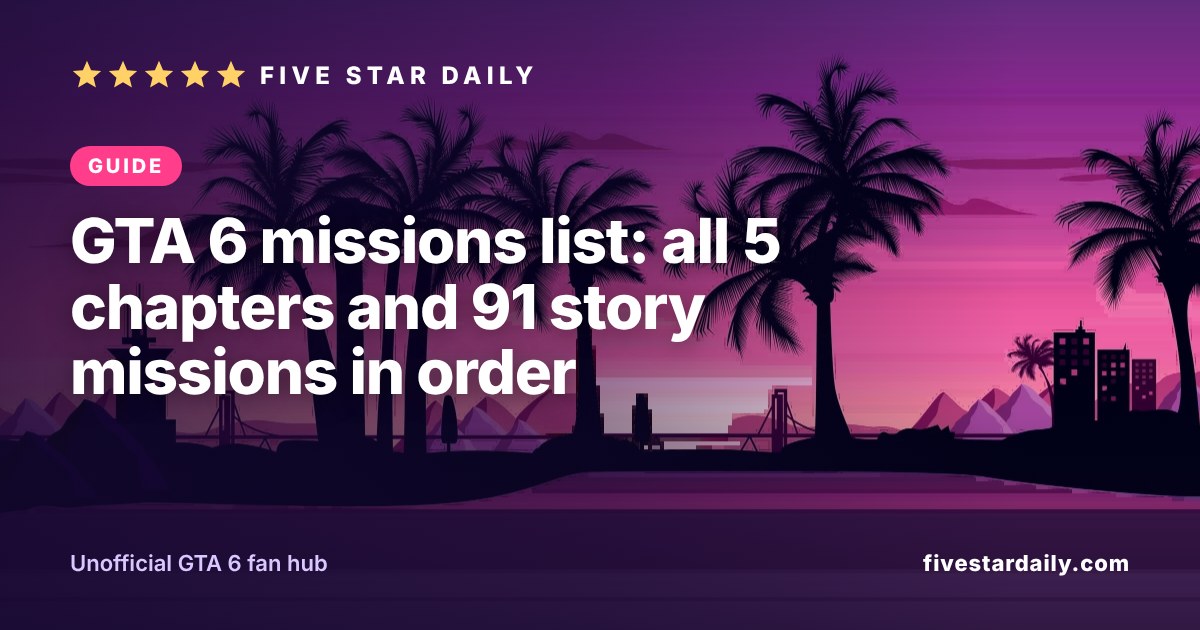 FIVE STAR DAILY
GUIDE
GTA 6 missions list: all 5
chapters and 91 story
missions in order
Unofficial GTA 6 fan hub
fivestardaily.com